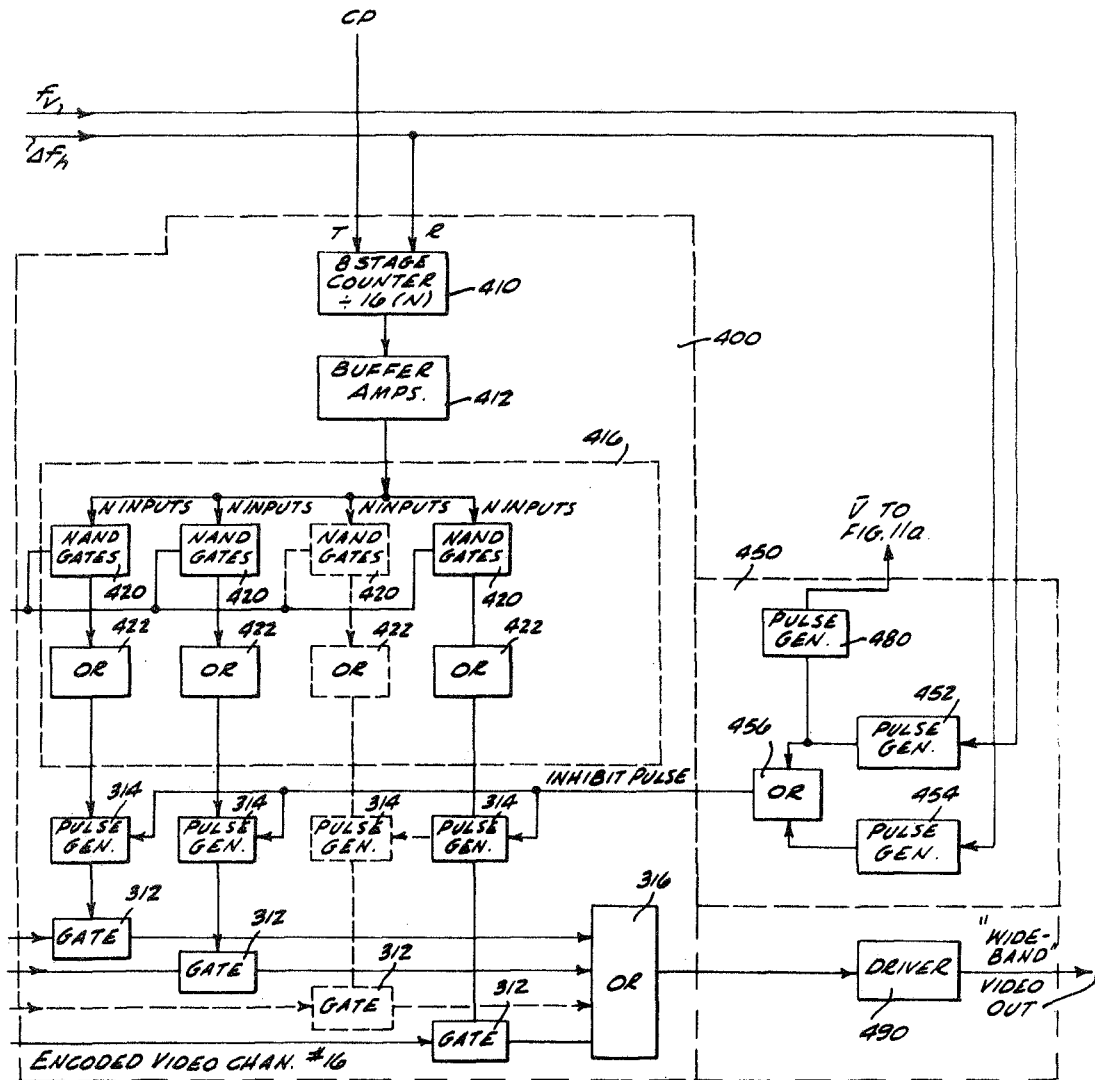 CP
fv
Δfh
T R
8 STAGE
COUNTER
÷ 16 (N)
410
400
BUFFER
AMPS.
412
416
N INPUTS N INPUTS N INPUTS N INPUTS
NAND
GATES
420
NAND
GATES
420
NAND
GATES
420
NAND
GATES
420
422
OR
422
OR
422
OR
422
OR
V̄ TO
FIG. 11a.
450
PULSE
GEN.
480
452
PULSE
GEN.
456
OR
454
PULSE
GEN.
INHIBIT PULSE
314
PULSE
GEN.
314
PULSE
GEN.
314
PULSE
GEN.
314
PULSE
GEN.
312
GATE
312
GATE
312
GATE
312
GATE
316
OR
DRIVER
490
"WIDE-
BAND"
VIDEO
OUT
ENCODED VIDEO CHAN. #16